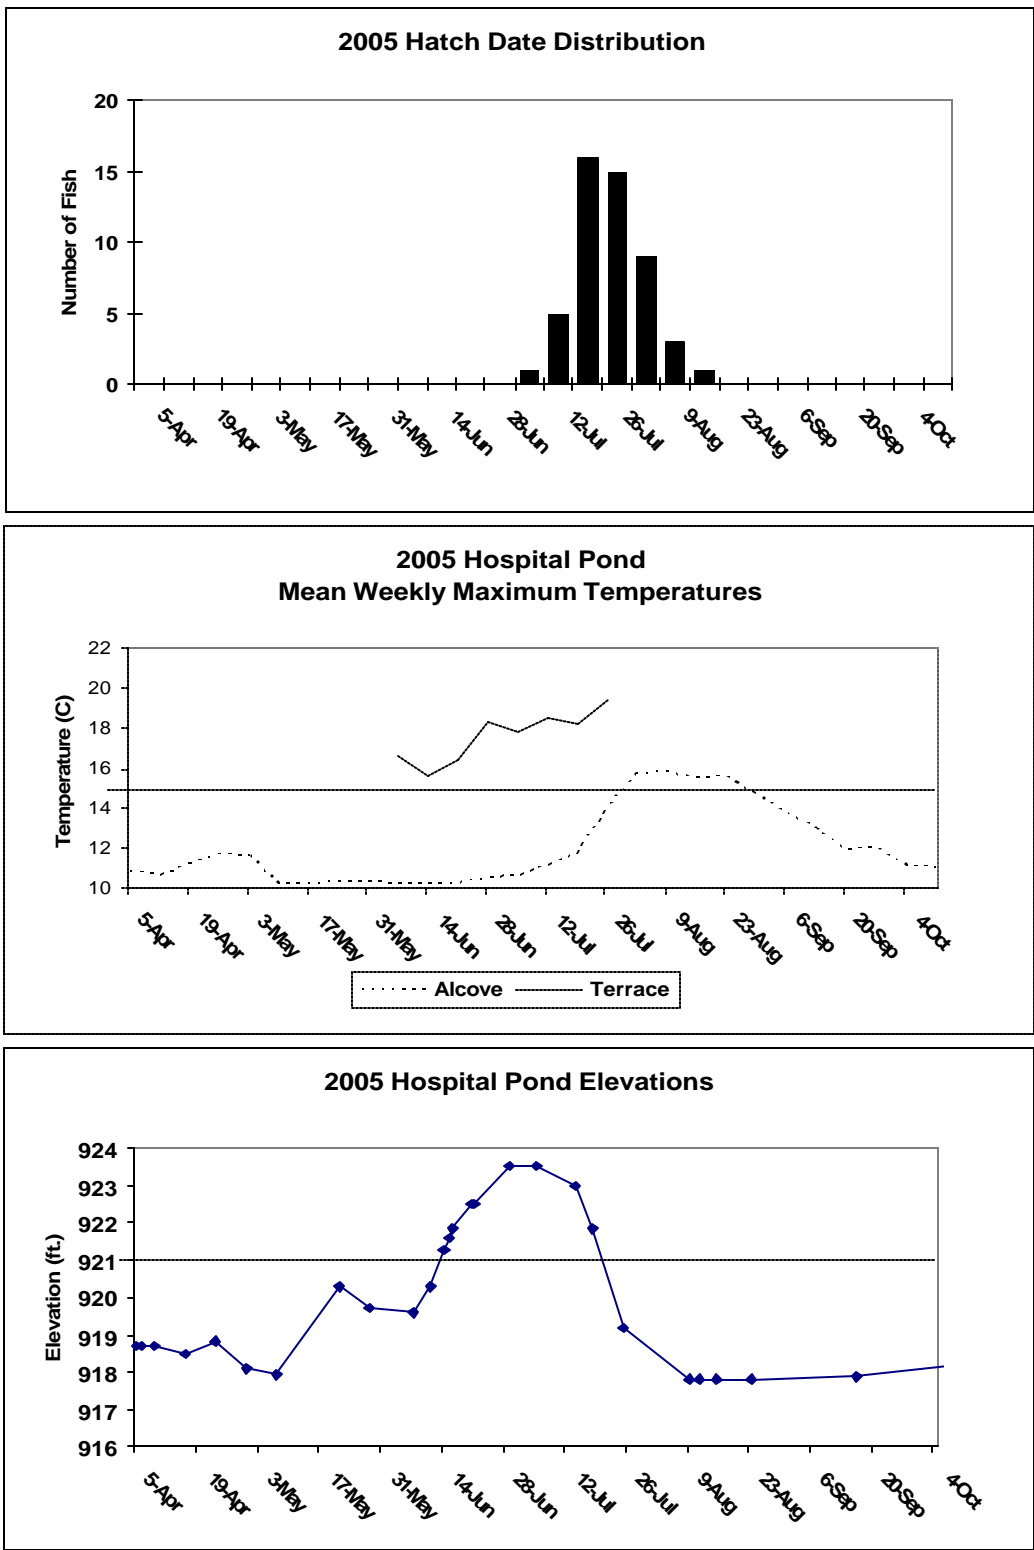 2005 Hatch Date Distribution
20
15
10
5
0
Number of Fish
5-Apr 19-Apr 3-May 17-May 31-May 14-Jun 28-Jun 12-Jul 26-Jul 9-Aug 23-Aug 6-Sep 20-Sep 4-Oct
2005 Hospital Pond
Mean Weekly Maximum Temperatures
22
20
18
16
14
12
10
Temperature (C)
5-Apr 19-Apr 3-May 17-May 31-May 14-Jun 28-Jun 12-Jul 26-Jul 9-Aug 23-Aug 6-Sep 20-Sep 4-Oct
Alcove Terrace
2005 Hospital Pond Elevations
924
923
922
921
920
919
918
917
916
Elevation (ft.)
5-Apr 19-Apr 3-May 17-May 31-May 14-Jun 28-Jun 12-Jul 26-Jul 9-Aug 23-Aug 6-Sep 20-Sep 4-Oct